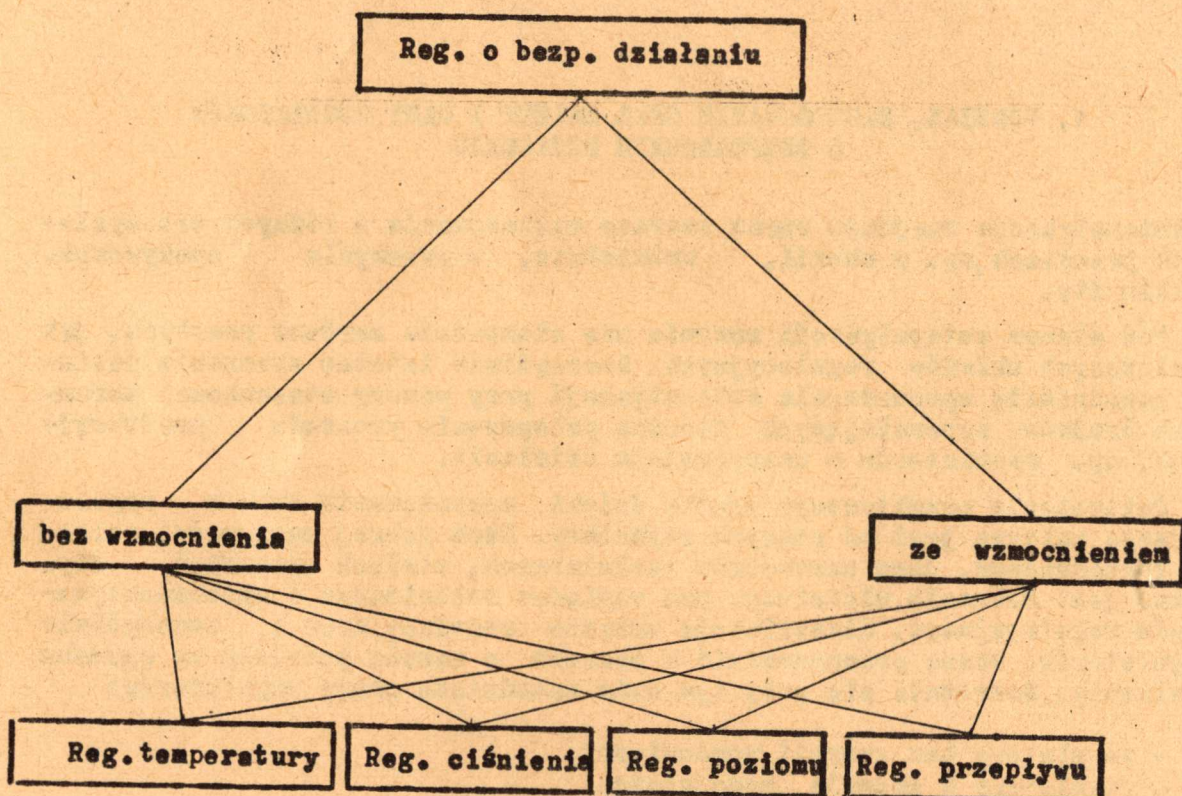 Reg. o bezp. działaniu
bez wzmocnienia
ze wzmocnieniem
Reg. temperatury
Reg. ciśnienia
Reg. poziomu
Reg. przepływu